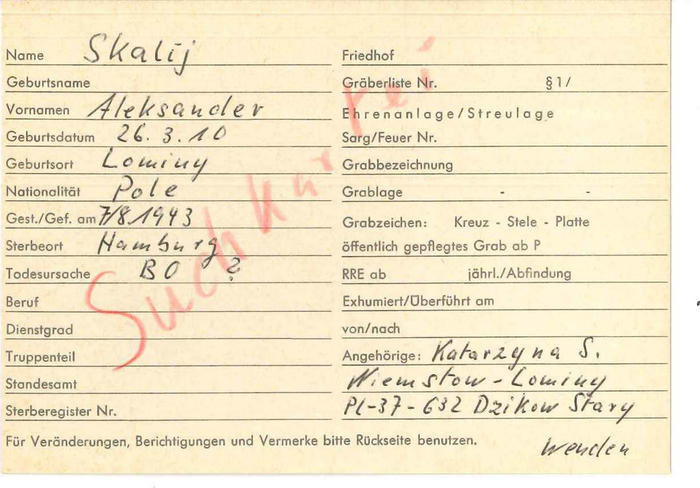 Name Skalij
Geburtsname
Vornamen Aleksander
Geburtsdatum 26.3.10
Geburtsort Lominy
Nationalität Pole
Gest./Gef. am 7/8.1943
Sterbeort Hamburg
Todesursache BO ?
Beruf
Dienstgrad
Truppenteil
Standesamt
Sterberegister Nr.
Friedhof
Gräberliste Nr. § 1/
Ehrenanlage/Streulage
Sarg/Feuer Nr.
Grabbezeichnung
Grablage - -
Grabzeichen: Kreuz - Stele - Platte
öffentlich gepflegtes Grab ab P
RRE ab jährl./Abfindung
Exhumiert/Überführt am
von/nach
Angehörige: Katarzyna S.
Niemstow-Lominy
PL-37-632 Dzikow Stary
Für Veränderungen, Berichtigungen und Vermerke bitte Rückseite benutzen.
wenden
Suchkartei